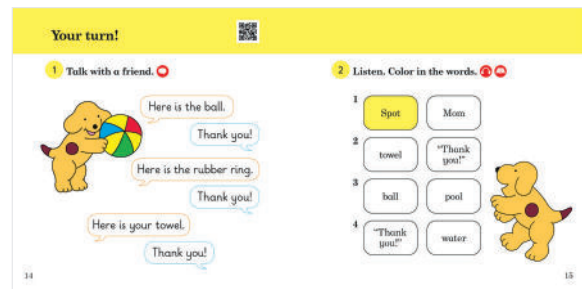 Your turn!
1 Talk with a friend.
Here is the ball.
Thank you!
Here is the rubber ring.
Thank you!
Here is your towel.
Thank you!
14
2 Listen. Color in the words.
1 Spot Mom
2 towel "Thank
you!"
3 ball pool
4 "Thank
you!" water
15